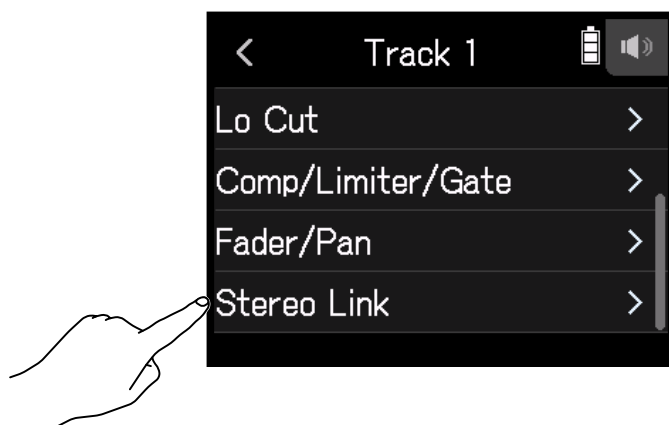 Track 1
Lo Cut
Comp/Limiter/Gate
Fader/Pan
Stereo Link